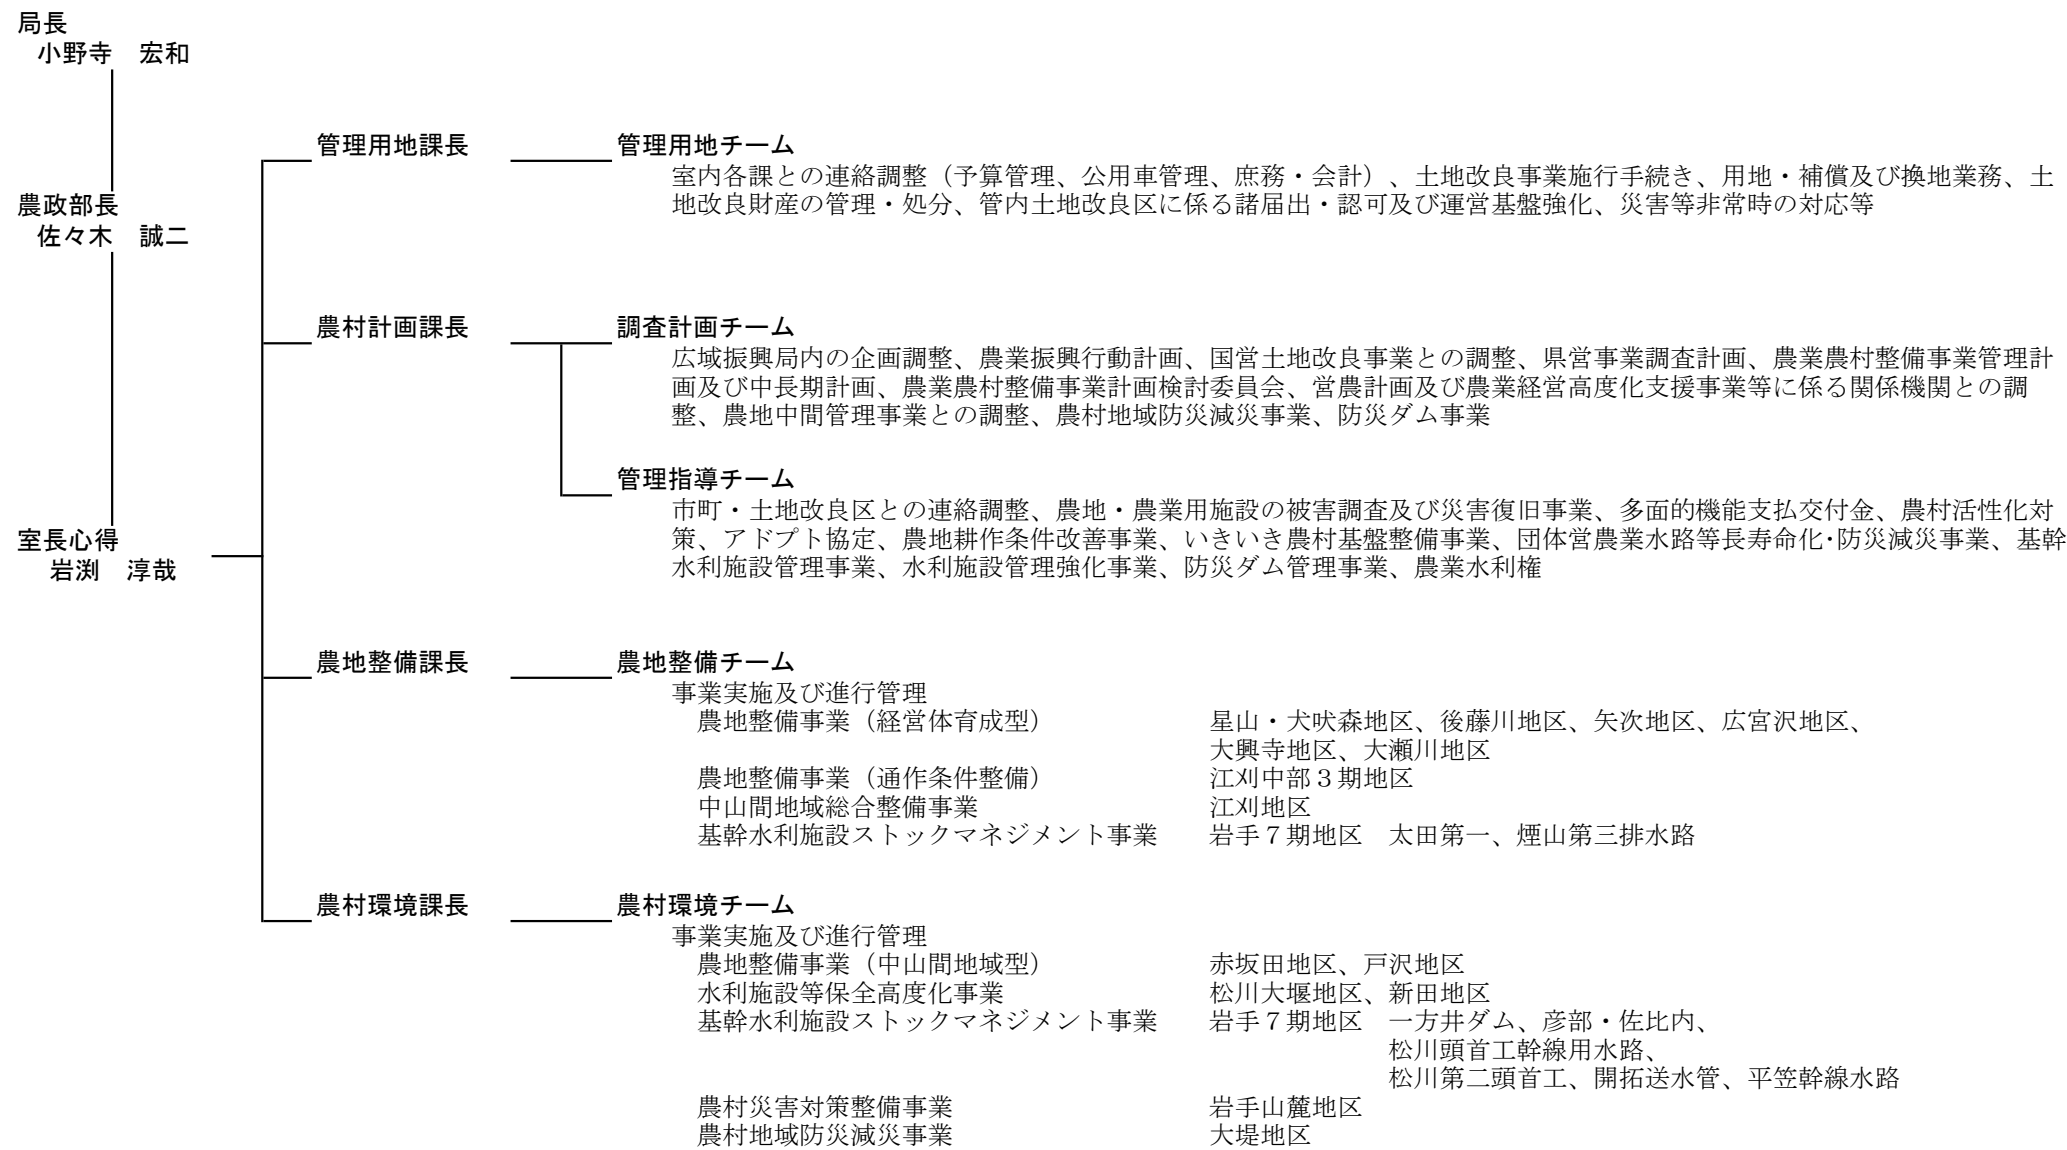 局長
小野寺　宏和
管理用地課長　管理用地チーム
室内各課との連絡調整（予算管理、公用車管理、庶務・会計）、土地改良事業施行手続き、用地・補償及び換地業務、土
地改良財産の管理・処分、管内土地改良区に係る諸届出・認可及び運営基盤強化、災害等非常時の対応等
農政部長
佐々木　誠二
農村計画課長　調査計画チーム
広域振興局内の企画調整、農業振興行動計画、国営土地改良事業との調整、県営事業調査計画、農業農村整備事業管理計
画及び中長期計画、農業農村整備事業計画検討委員会、営農計画及び農業経営高度化支援事業等に係る関係機関との調
整、農地中間管理事業との調整、農村地域防災減災事業、防災ダム事業
管理指導チーム
市町・土地改良区との連絡調整、農地・農業用施設の被害調査及び災害復旧事業、多面的機能支払交付金、農村活性化対
策、アドプト協定、農地耕作条件改善事業、いきいき農村基盤整備事業、団体営農業水路等長寿命化･防災減災事業、基幹
水利施設管理事業、水利施設管理強化事業、防災ダム管理事業、農業水利権
室長心得
岩渕　淳哉
農地整備課長　農地整備チーム
事業実施及び進行管理
農地整備事業（経営体育成型）　星山・犬吠森地区、後藤川地区、矢次地区、広宮沢地区、
大興寺地区、大瀬川地区
農地整備事業（通作条件整備）　江刈中部３期地区
中山間地域総合整備事業　江刈地区
基幹水利施設ストックマネジメント事業　岩手７期地区　太田第一、煙山第三排水路
農村環境課長　農村環境チーム
事業実施及び進行管理
農地整備事業（中山間地域型）　赤坂田地区、戸沢地区
水利施設等保全高度化事業　松川大堰地区、新田地区
基幹水利施設ストックマネジメント事業　岩手７期地区　一方井ダム、彦部・佐比内、
松川頭首工幹線用水路、
松川第二頭首工、開拓送水管、平笠幹線水路
農村災害対策整備事業　岩手山麓地区
農村地域防災減災事業　大堤地区